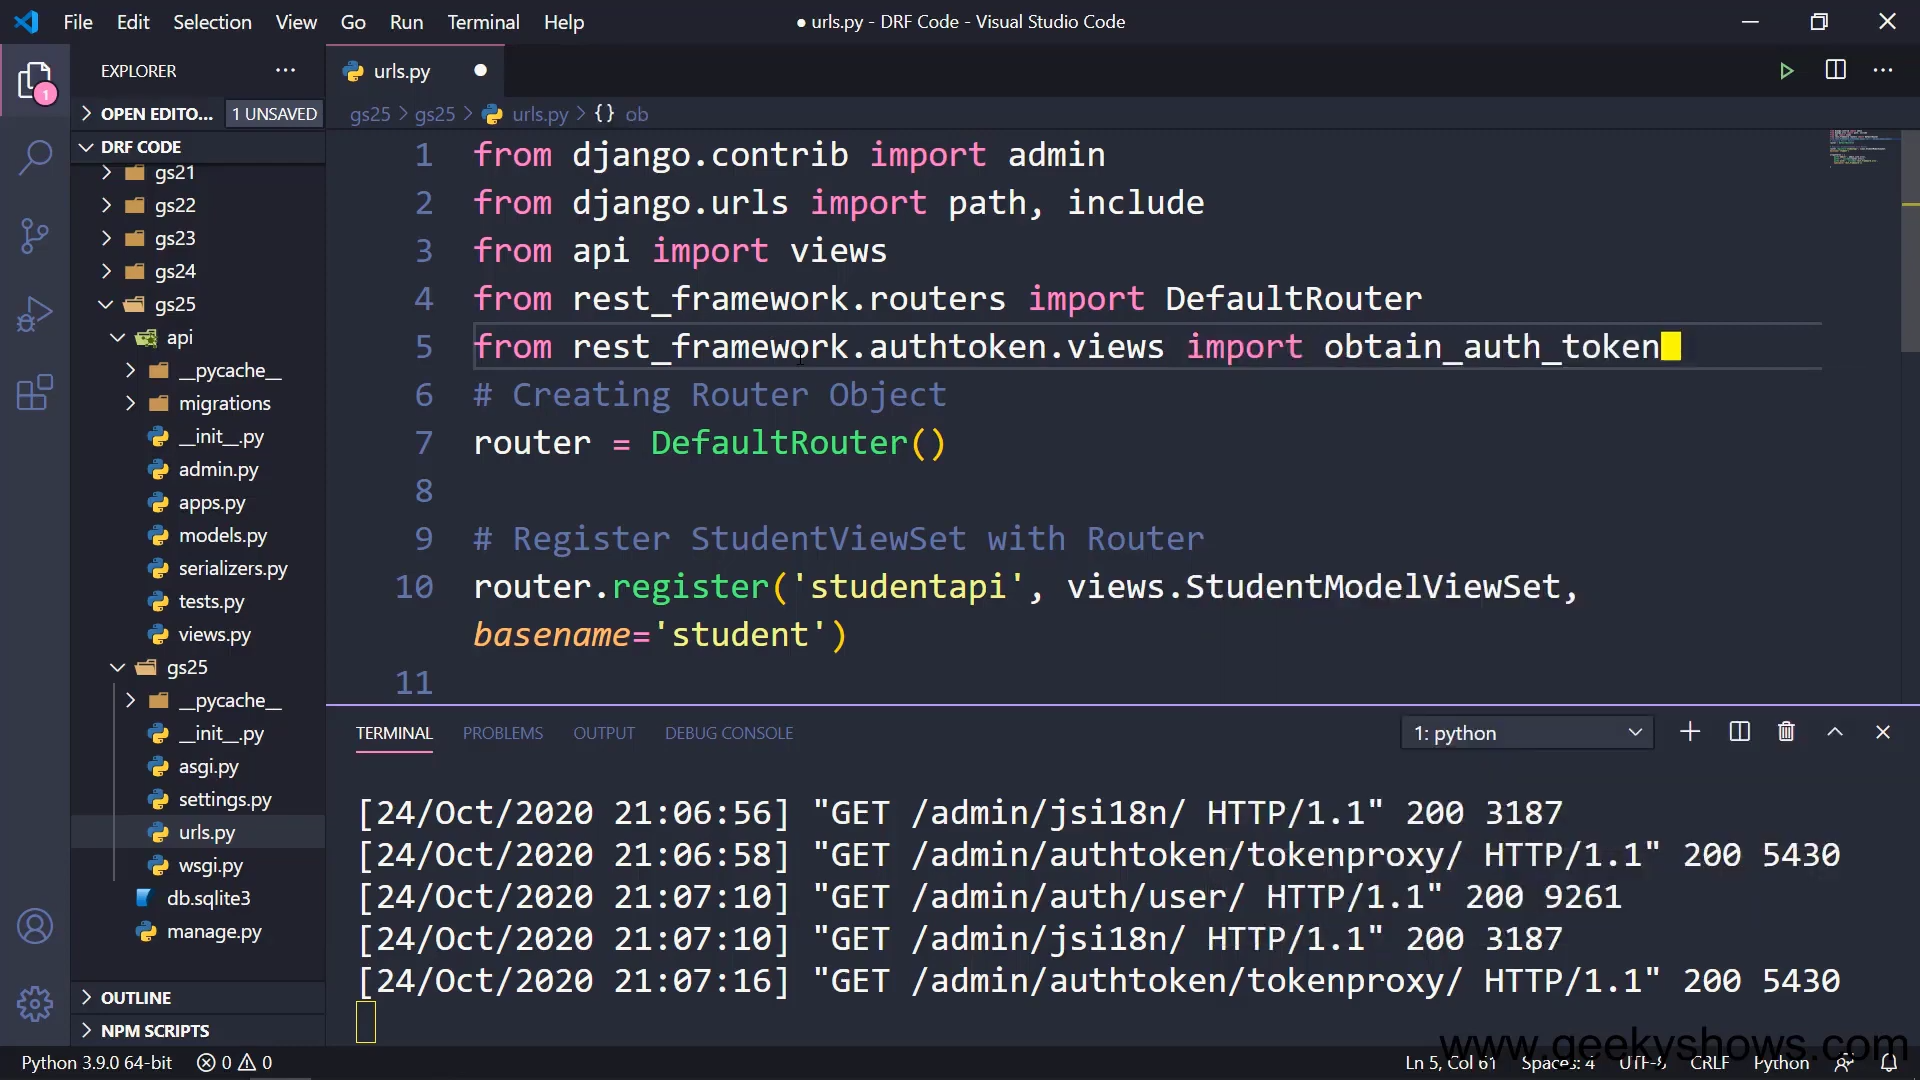 File Edit Selection View Go Run Terminal Help
● urls.py - DRF Code - Visual Studio Code
EXPLORER
1
OPEN EDITO... 1 UNSAVED
DRF CODE
gs21
gs22
gs23
gs24
gs25
api
__pycache__
migrations
__init__.py
admin.py
apps.py
models.py
serializers.py
tests.py
views.py
gs25
__pycache__
__init__.py
asgi.py
settings.py
urls.py
wsgi.py
db.sqlite3
manage.py
OUTLINE
NPM SCRIPTS
urls.py
gs25 > gs25 > urls.py > {} ob
1 from django.contrib import admin
2 from django.urls import path, include
3 from api import views
4 from rest_framework.routers import DefaultRouter
5 from rest_framework.authtoken.views import obtain_auth_token
6 # Creating Router Object
7 router = DefaultRouter()
8
9 # Register StudentViewSet with Router
10 router.register('studentapi', views.StudentModelViewSet,
basename='student')
11
TERMINAL PROBLEMS OUTPUT DEBUG CONSOLE
1: python
[24/Oct/2020 21:06:56] "GET /admin/jsi18n/ HTTP/1.1" 200 3187
[24/Oct/2020 21:06:58] "GET /admin/authtoken/tokenproxy/ HTTP/1.1" 200 5430
[24/Oct/2020 21:07:10] "GET /admin/auth/user/ HTTP/1.1" 200 9261
[24/Oct/2020 21:07:10] "GET /admin/jsi18n/ HTTP/1.1" 200 3187
[24/Oct/2020 21:07:16] "GET /admin/authtoken/tokenproxy/ HTTP/1.1" 200 5430
www.geekyshows.com
Python 3.9.0 64-bit 0 0
Ln 5, Col 61 Spaces: 4 UTF-8 CRLF Python